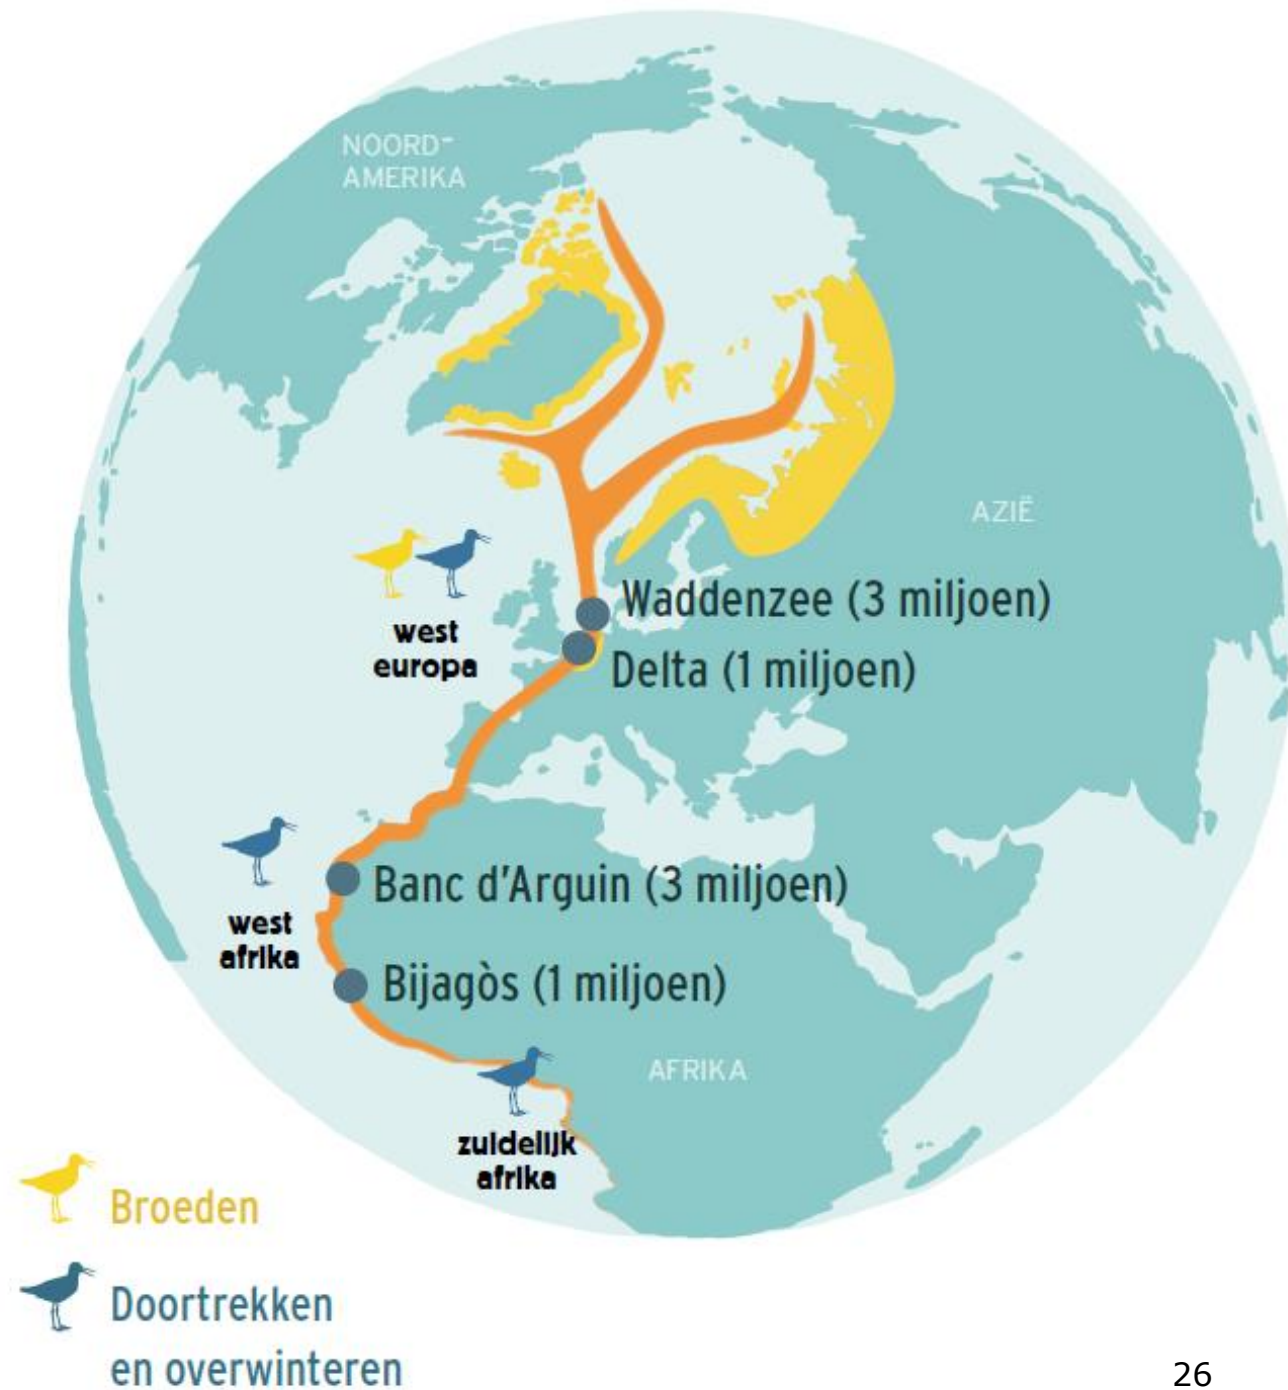 NOORD-
AMERIKA
AZIË
Waddenzee (3 miljoen)
west
europa
Delta (1 miljoen)
Banc d'Arguin (3 miljoen)
west
afrika
Bijagòs (1 miljoen)
AFRIKA
zuidelijk
afrika
Broeden
Doortrekken
en overwinteren
26